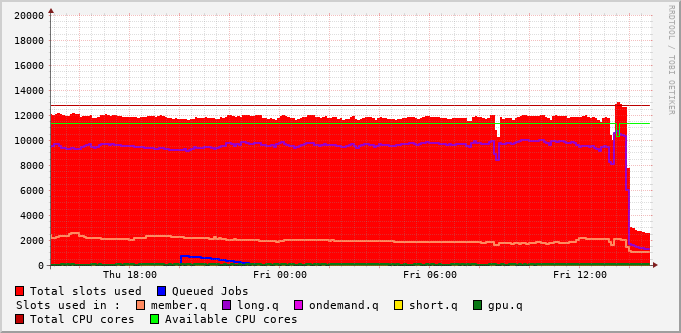 RRDTOOL / TOBI OETIKER
20000
18000
16000
14000
12000
10000
8000
6000
4000
2000
0
Thu 18:00 Fri 00:00 Fri 06:00 Fri 12:00
Total slots used Queued Jobs
Slots used in : member.q long.q ondemand.q short.q gpu.q
Total CPU cores Available CPU cores